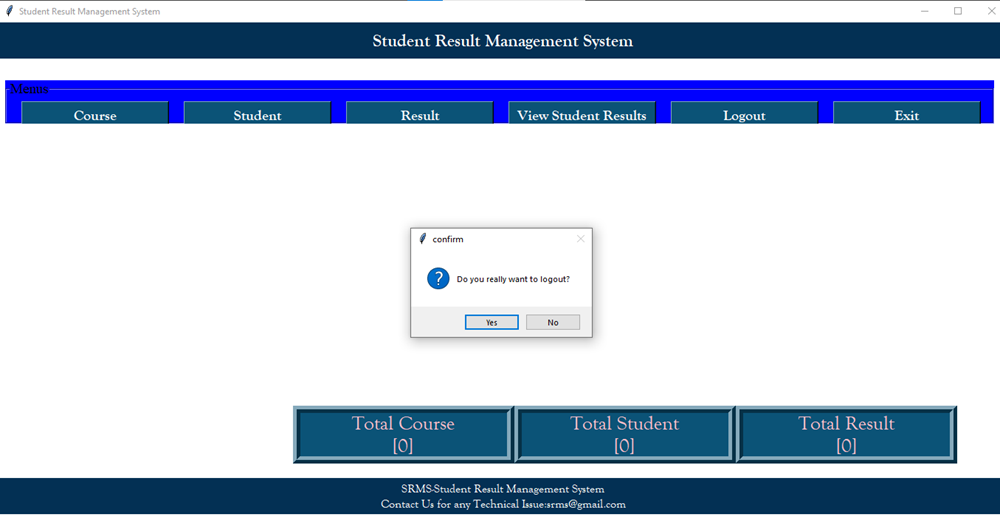 Student Result Management System
Student Result Management System
Menus
Course Student Result View Student Results Logout Exit
confirm
?
Do you really want to logout?
Yes No
Total Course Total Student Total Result
[0] [0] [0]
SRMS-Student Result Management System
Contact Us for any Technical Issue:srms@gmail.com